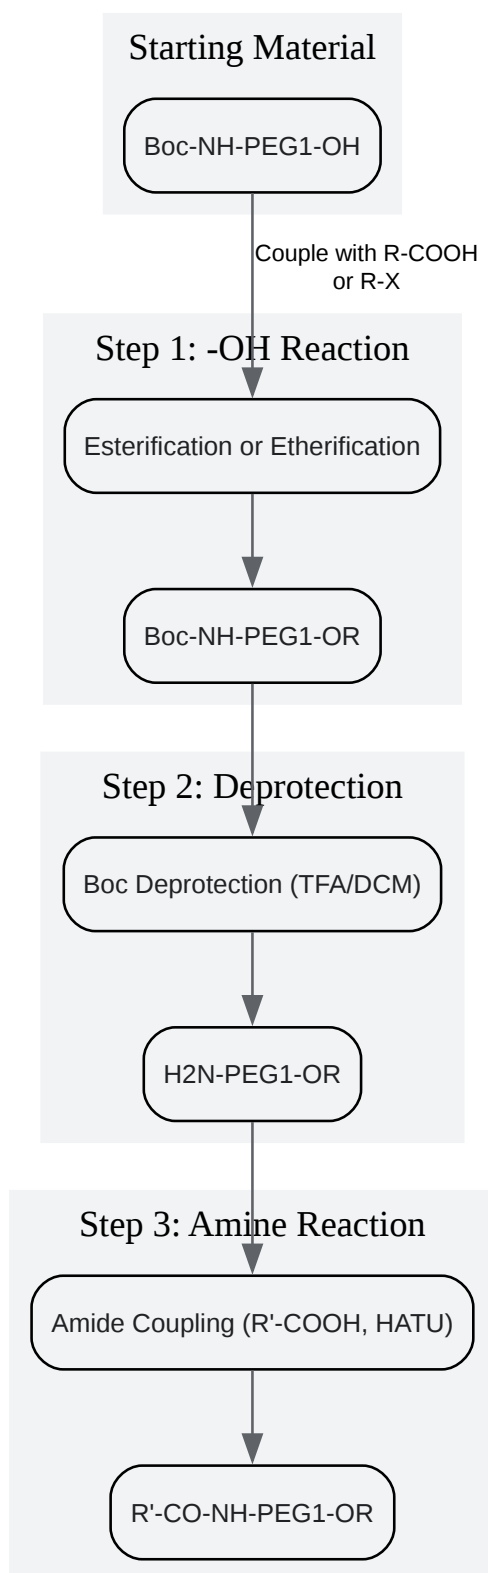 Starting Material
Boc-NH-PEG1-OH
Couple with R-COOH
or R-X
Step 1: -OH Reaction
Esterification or Etherification
Boc-NH-PEG1-OR
Step 2: Deprotection
Boc Deprotection (TFA/DCM)
H2N-PEG1-OR
Step 3: Amine Reaction
Amide Coupling (R'-COOH, HATU)
R'-CO-NH-PEG1-OR